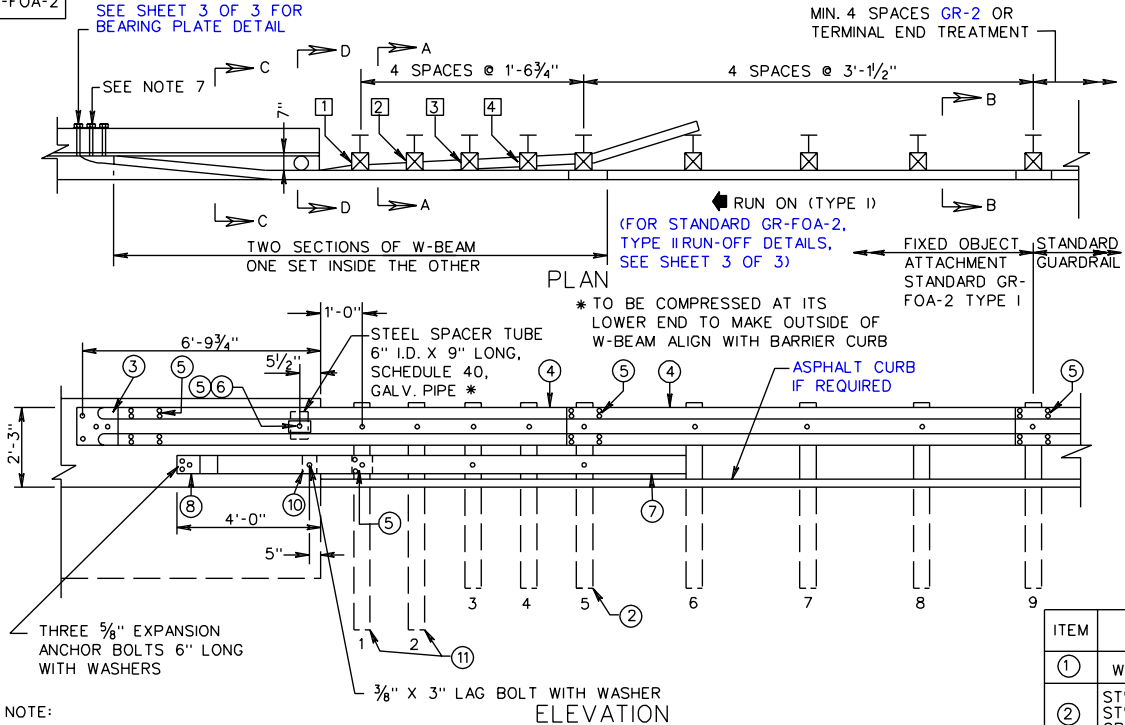 -FOA-2
SEE SHEET 3 OF 3 FOR
BEARING PLATE DETAIL
MIN. 4 SPACES GR-2 OR
TERMINAL END TREATMENT
D
A
C
4 SPACES @ 1'-6¾"
4 SPACES @ 3'-1½"
SEE NOTE 7
7"
1
2
3
4
B
C
D
A
B
RUN ON (TYPE I)
(FOR STANDARD GR-FOA-2,
TYPE II RUN-OFF DETAILS,
SEE SHEET 3 OF 3)
TWO SECTIONS OF W-BEAM
ONE SET INSIDE THE OTHER
FIXED OBJECT
ATTACHMENT
STANDARD GR-
FOA-2 TYPE I
STANDARD
GUARDRAIL
PLAN
* TO BE COMPRESSED AT ITS
LOWER END TO MAKE OUTSIDE OF
W-BEAM ALIGN WITH BARRIER CURB
1'-0"
STEEL SPACER TUBE
6" I.D. X 9" LONG,
SCHEDULE 40,
GALV. PIPE *
6'-9¾"
5½"
ASPHALT CURB
IF REQUIRED
3
5
5 6
4
5
4
5
2'-3"
8
10
5
7
4'-0"
5"
3
4
5
6
7
8
9
2
1
2
11
THREE ⅝" EXPANSION
ANCHOR BOLTS 6" LONG
WITH WASHERS
⅜" X 3" LAG BOLT WITH WASHER
NOTE:
ELEVATION
ITEM
1
W
2
ST'
ST'